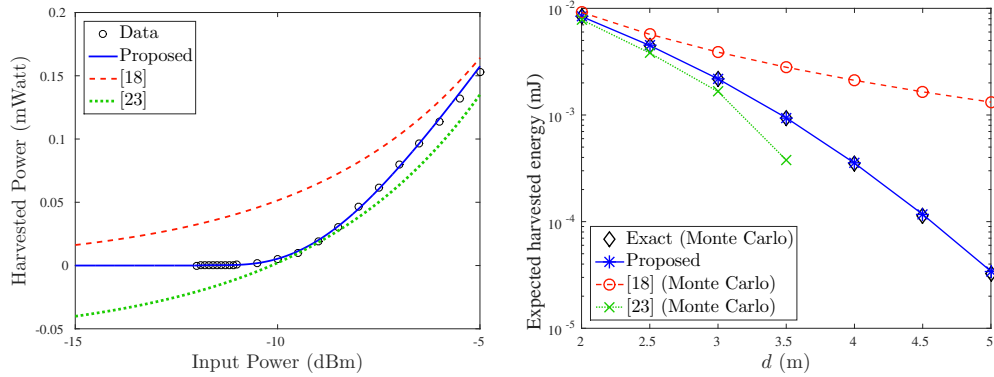 Data
Proposed
[18]
[23]
0.15
0.1
0.05
0
-0.05
-15
-10
-5
Harvested Power (mWatt)
Input Power (dBm)
10⁻²
10⁻³
10⁻⁴
10⁻⁵
2
2.5
3
3.5
4
4.5
5
Expected harvested energy (mJ)
d (m)
Exact (Monte Carlo)
Proposed
[18] (Monte Carlo)
[23] (Monte Carlo)